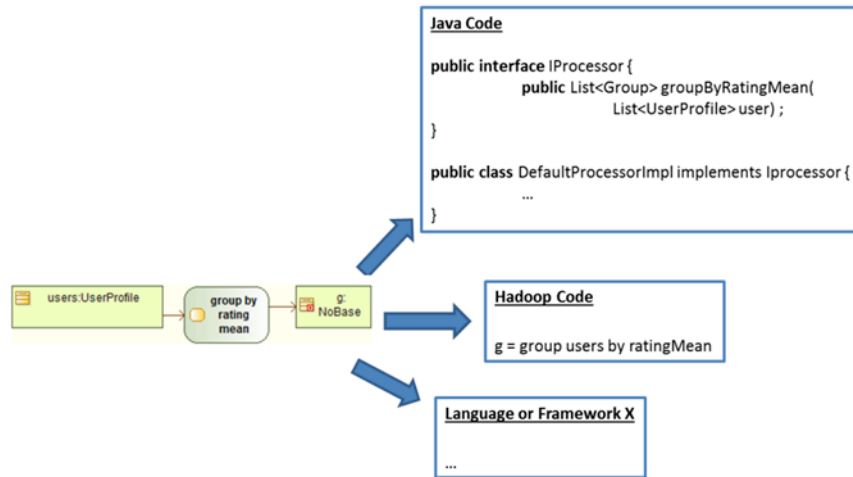 Java Code
public interface IProcessor {
public List<Group> groupByRatingMean(
List<UserProfile> user) ;
}
public class DefaultProcessorImpl implements Iprocessor {
...
}
users:UserProfile
group by
rating
mean
g:
NoBase
Hadoop Code
g = group users by ratingMean
Language or Framework X
...